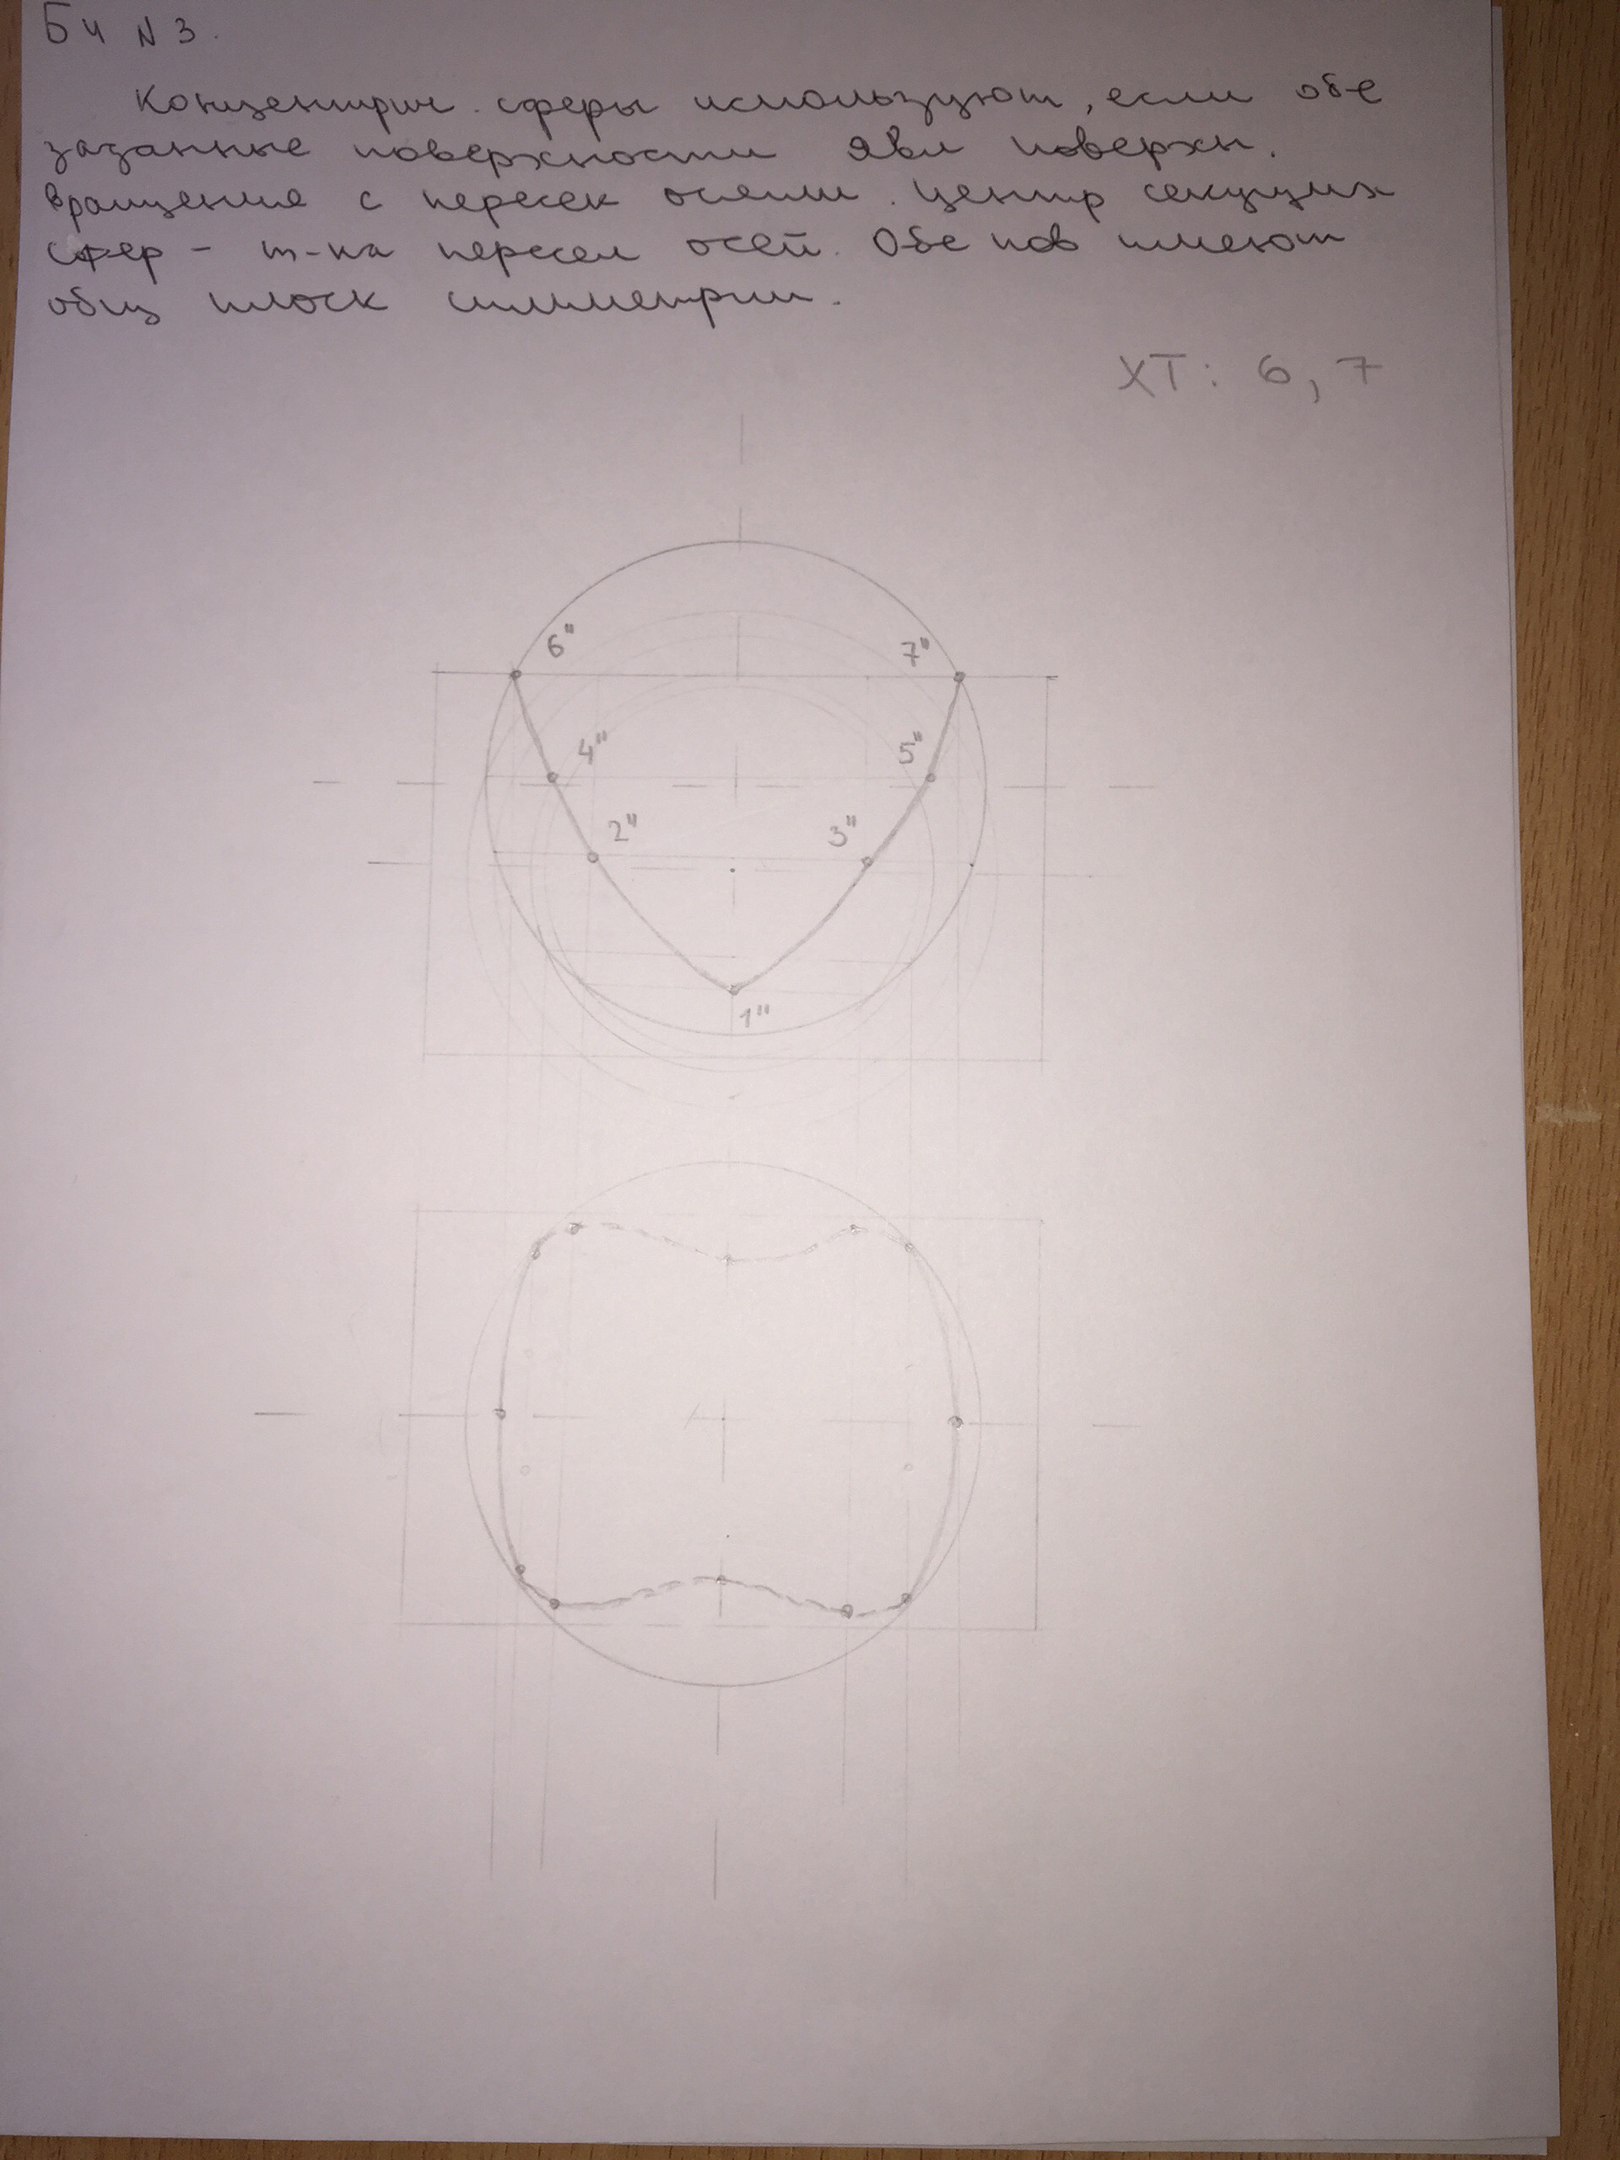 Б4 N 3.
Концентрич. сферы используют, если обе
заданные поверхности явл поверхн.
вращения с пересек осями. Центр секущих
сфер - т-ка пересеч осей. Обе пов имеют
общ плоск симметрии.
ХТ: 6, 7
6" 7"
4" 5"
2" 3"
1"